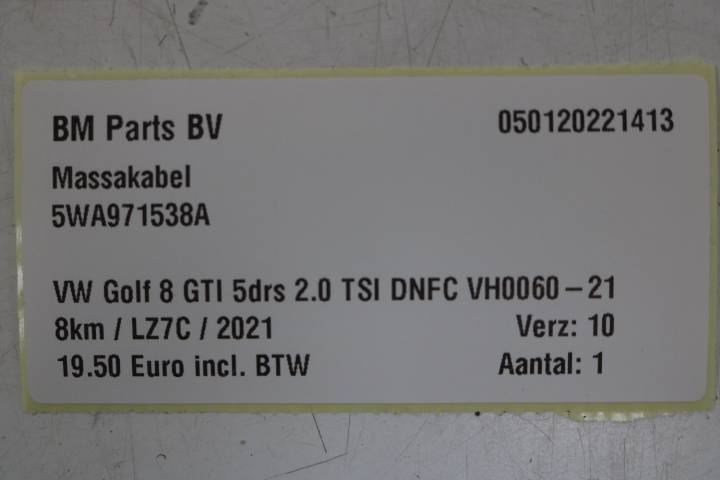 BM Parts BV 050120221413
Massakabel
5WA971538A
VW Golf 8 GTI 5drs 2.0 TSI DNFC VH0060-21
8km / LZ7C / 2021 Verz: 10
19.50 Euro incl. BTW Aantal: 1